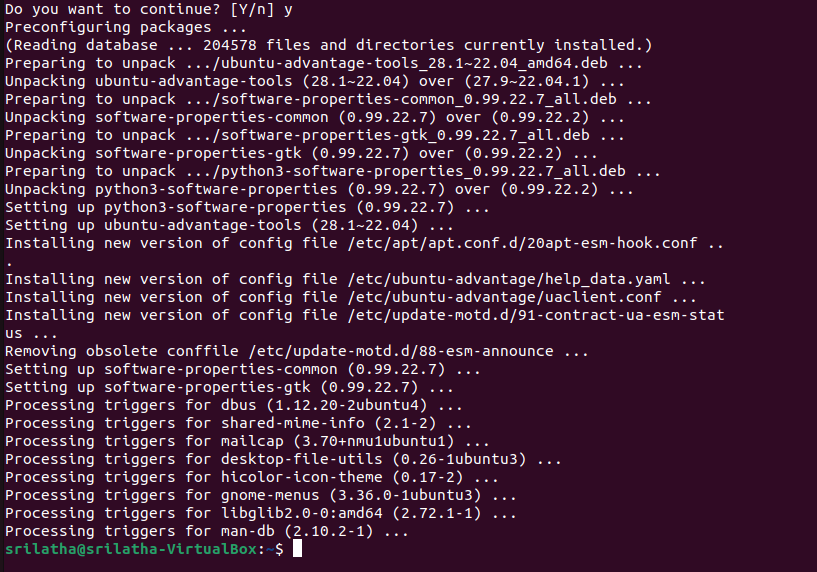 Do you want to continue? [Y/n] y
Preconfiguring packages ...
(Reading database ... 204578 files and directories currently installed.)
Preparing to unpack .../ubuntu-advantage-tools_28.1~22.04_amd64.deb ...
Unpacking ubuntu-advantage-tools (28.1~22.04) over (27.9~22.04.1) ...
Preparing to unpack .../software-properties-common_0.99.22.7_all.deb ...
Unpacking software-properties-common (0.99.22.7) over (0.99.22.2) ...
Preparing to unpack .../software-properties-gtk_0.99.22.7_all.deb ...
Unpacking software-properties-gtk (0.99.22.7) over (0.99.22.2) ...
Preparing to unpack .../python3-software-properties_0.99.22.7_all.deb ...
Unpacking python3-software-properties (0.99.22.7) over (0.99.22.2) ...
Setting up python3-software-properties (0.99.22.7) ...
Setting up ubuntu-advantage-tools (28.1~22.04) ...
Installing new version of config file /etc/apt/apt.conf.d/20apt-esm-hook.conf ..
.
Installing new version of config file /etc/ubuntu-advantage/help_data.yaml ...
Installing new version of config file /etc/ubuntu-advantage/uaclient.conf ...
Installing new version of config file /etc/update-motd.d/91-contract-ua-esm-stat
us ...
Removing obsolete conffile /etc/update-motd.d/88-esm-announce ...
Setting up software-properties-common (0.99.22.7) ...
Setting up software-properties-gtk (0.99.22.7) ...
Processing triggers for dbus (1.12.20-2ubuntu4) ...
Processing triggers for shared-mime-info (2.1-2) ...
Processing triggers for mailcap (3.70+nmu1ubuntu1) ...
Processing triggers for desktop-file-utils (0.26-1ubuntu3) ...
Processing triggers for hicolor-icon-theme (0.17-2) ...
Processing triggers for gnome-menus (3.36.0-1ubuntu3) ...
Processing triggers for libglib2.0-0:amd64 (2.72.1-1) ...
Processing triggers for man-db (2.10.2-1) ...
srilatha@srilatha-VirtualBox:~$